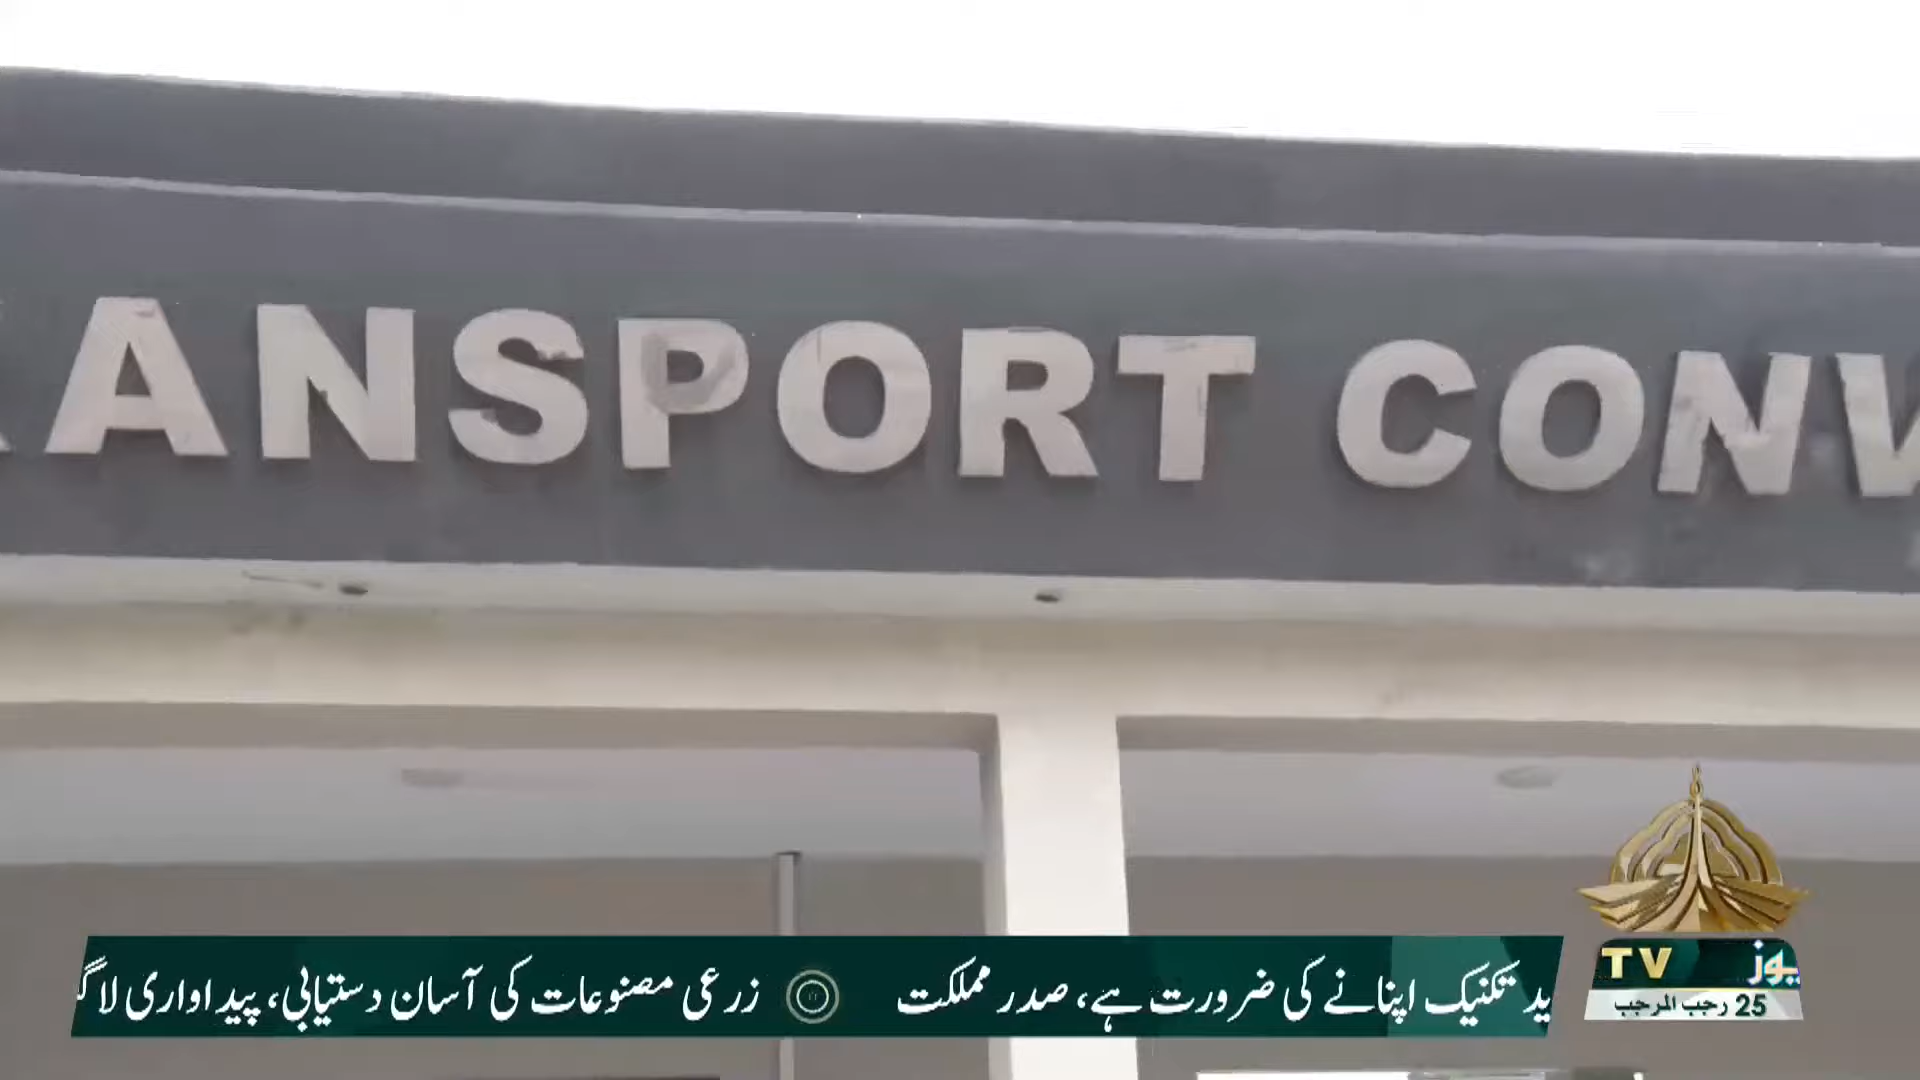 ANSPORT CONV
ید تکنیک اپنانے کی ضرورت ہے، صدر مملکت زرعی مصنوعات کی آسان دستیابی، پیداواری لاگ
TV یوز
25 رجب المرجب